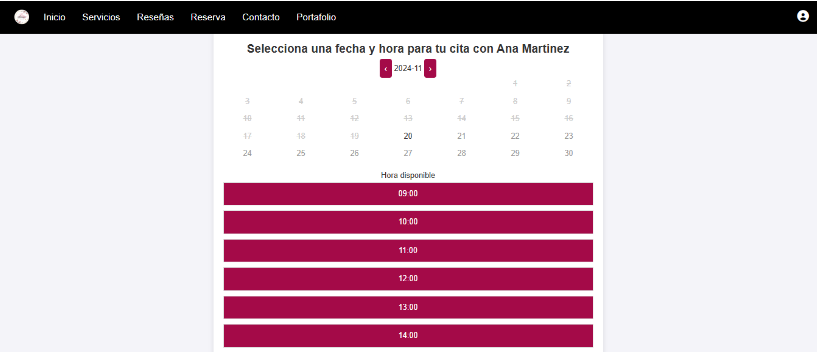 Inicio Servicios Reseñas Reserva Contacto Portafolio
Selecciona una fecha y hora para tu cita con Ana Martinez
‹ 2024-11 ›
1 2
3 4 5 6 7 8 9
10 11 12 13 14 15 16
17 18 19 20 21 22 23
24 25 26 27 28 29 30
Hora disponible
09:00
10:00
11:00
12:00
13:00
14:00